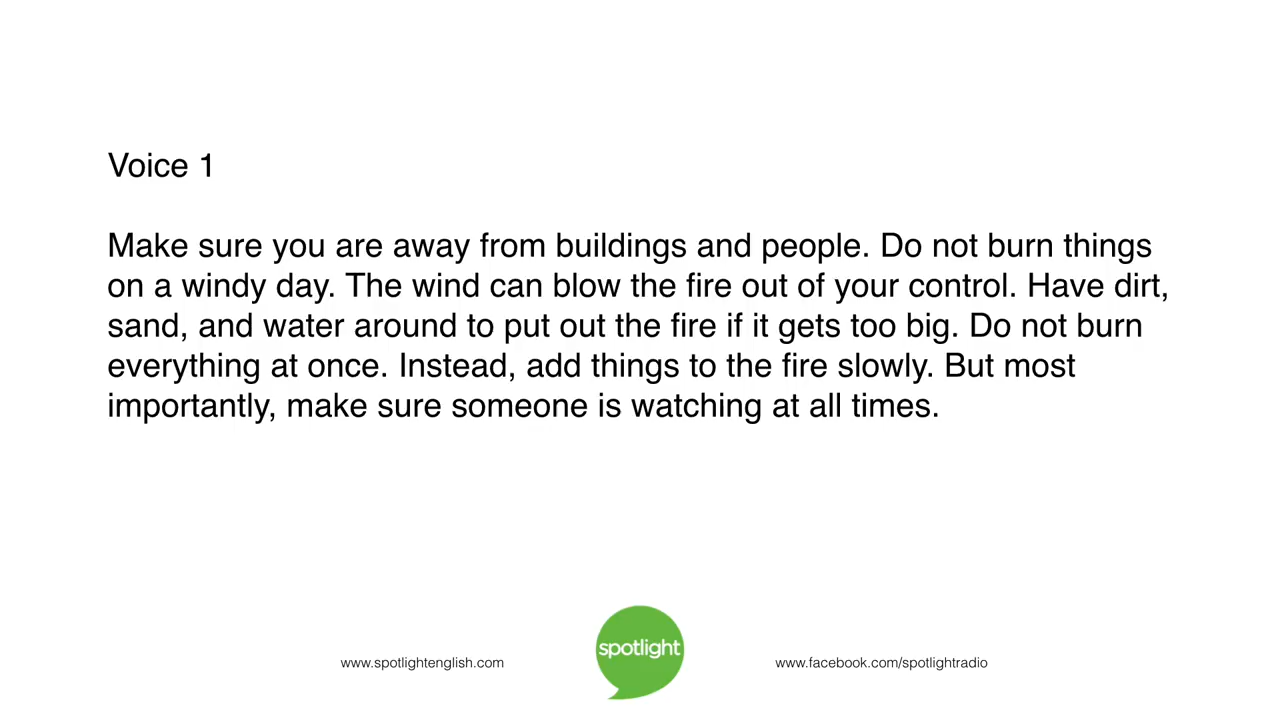 Voice 1
Make sure you are away from buildings and people. Do not burn things
on a windy day. The wind can blow the fire out of your control. Have dirt,
sand, and water around to put out the fire if it gets too big. Do not burn
everything at once. Instead, add things to the fire slowly. But most
importantly, make sure someone is watching at all times.
spotlight
www.spotlightenglish.com
www.facebook.com/spotlightradio